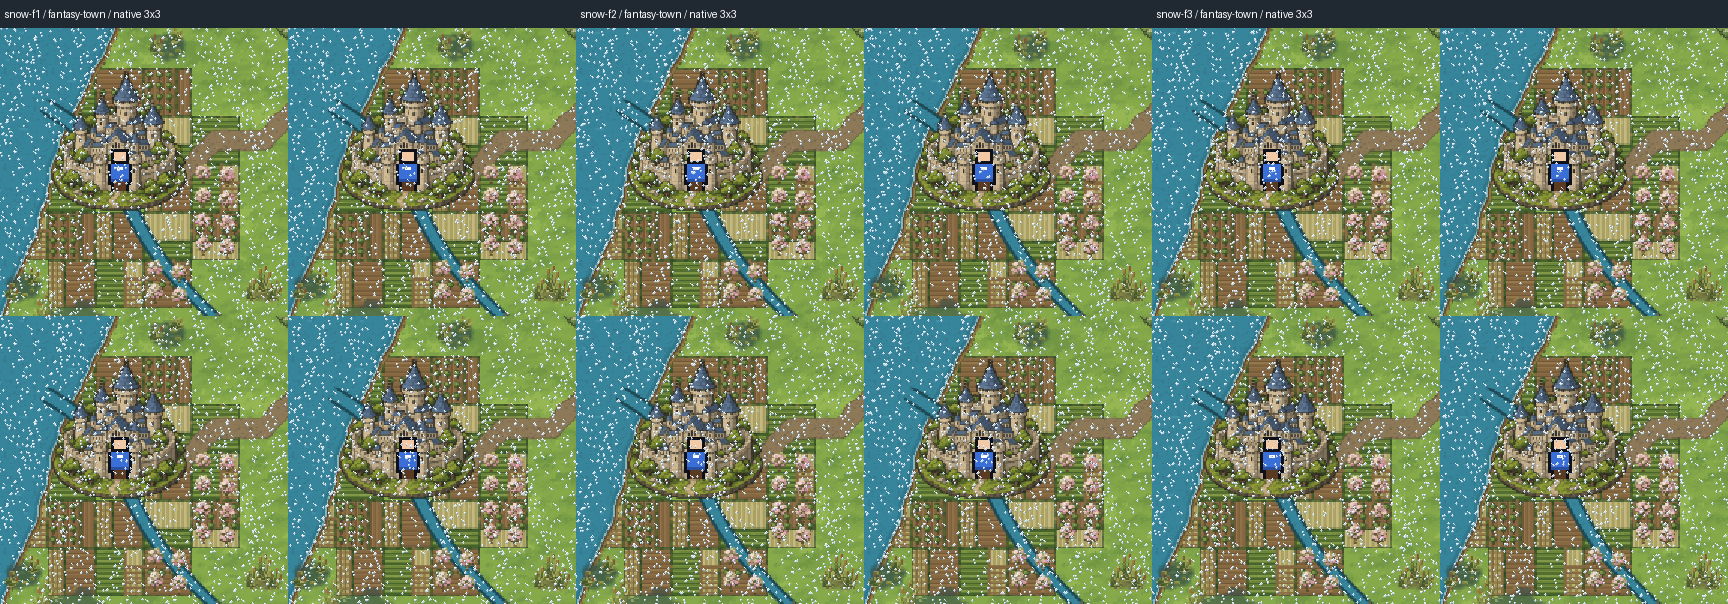 snow-f1 / fantasy-town / native 3x3
snow-f2 / fantasy-town / native 3x3
snow-f3 / fantasy-town / native 3x3